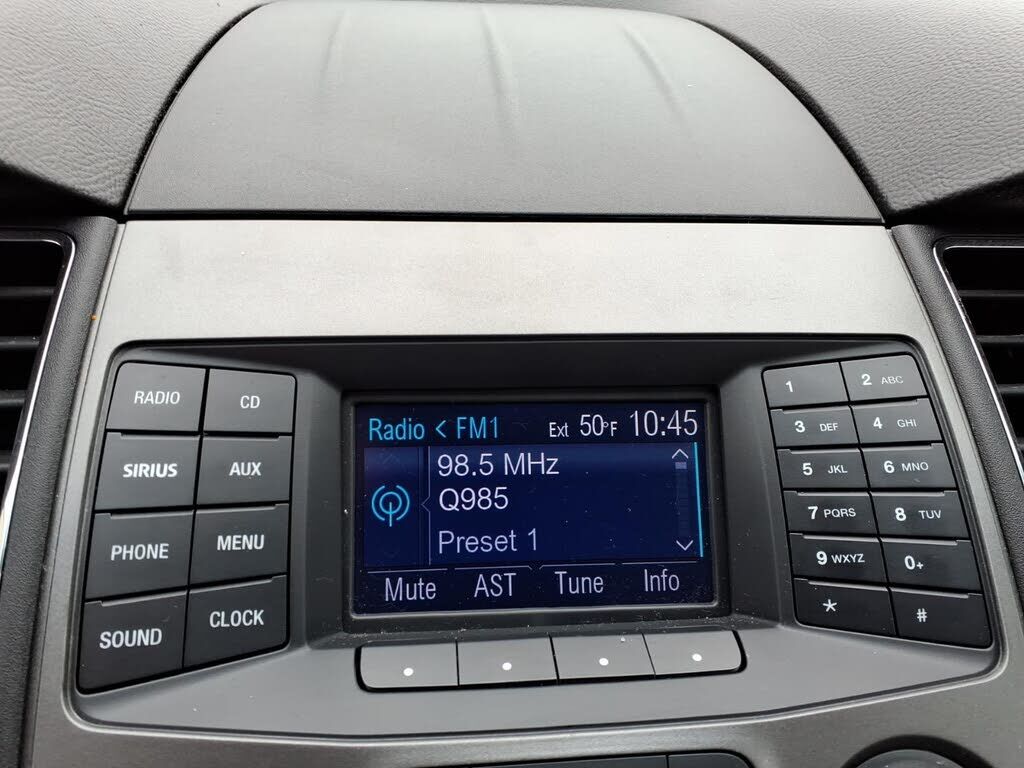 RADIO
CD
SIRIUS
AUX
PHONE
MENU
SOUND
CLOCK
Radio < FM1
Ext 50°F 10:45
98.5 MHz
Q985
Preset 1
Mute AST Tune Info
1
2 ABC
3 DEF
4 GHI
5 JKL
6 MNO
7 PQRS
8 TUV
9 WXYZ
0+
*
#